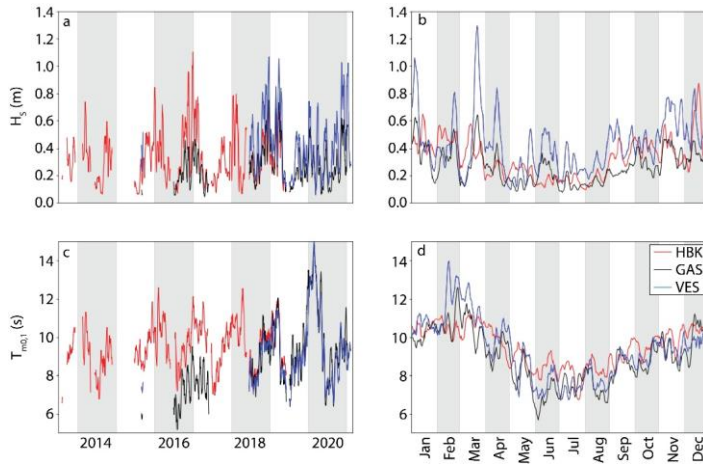 a
b
H_S (m)
1.4
1.2
1.0
0.8
0.6
0.4
0.2
0.0
1.4
1.2
1.0
0.8
0.6
0.4
0.2
0.0
c
d
T_m0,1 (s)
14
12
10
8
6
14
12
10
8
6
HBK
GAS
VES
2014
2016
2018
2020
Jan
Feb
Mar
Apr
May
Jun
Jul
Aug
Sep
Oct
Nov
Dec